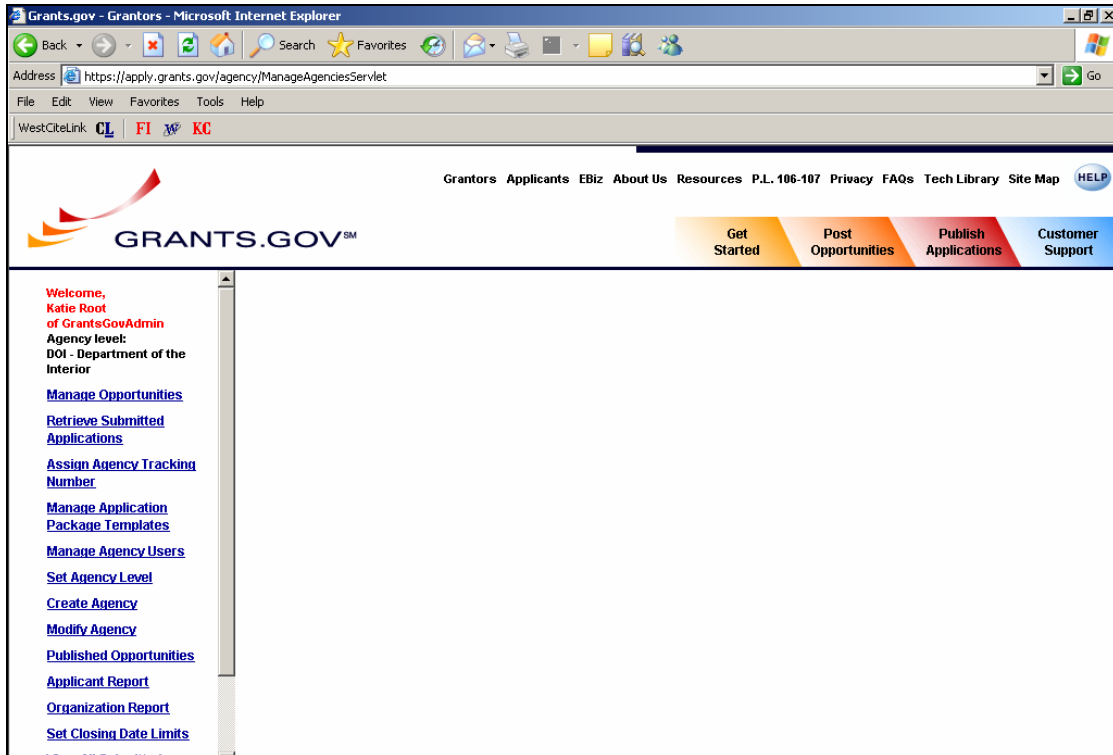 Grants.gov - Grantors - Microsoft Internet Explorer
Back Search Favorites
Address https://apply.grants.gov/agency/ManageAgenciesServlet Go
File Edit View Favorites Tools Help
WestCiteLink CL FI KC
Grantors Applicants EBiz About Us Resources P.L. 106-107 Privacy FAQs Tech Library Site Map HELP
GRANTS.GOV℠
Get
Started
Post
Opportunities
Publish
Applications
Customer
Support
Welcome,
Katie Root
of GrantsGovAdmin
Agency level:
DOI - Department of the
Interior
Manage Opportunities
Retrieve Submitted
Applications
Assign Agency Tracking
Number
Manage Application
Package Templates
Manage Agency Users
Set Agency Level
Create Agency
Modify Agency
Published Opportunities
Applicant Report
Organization Report
Set Closing Date Limits